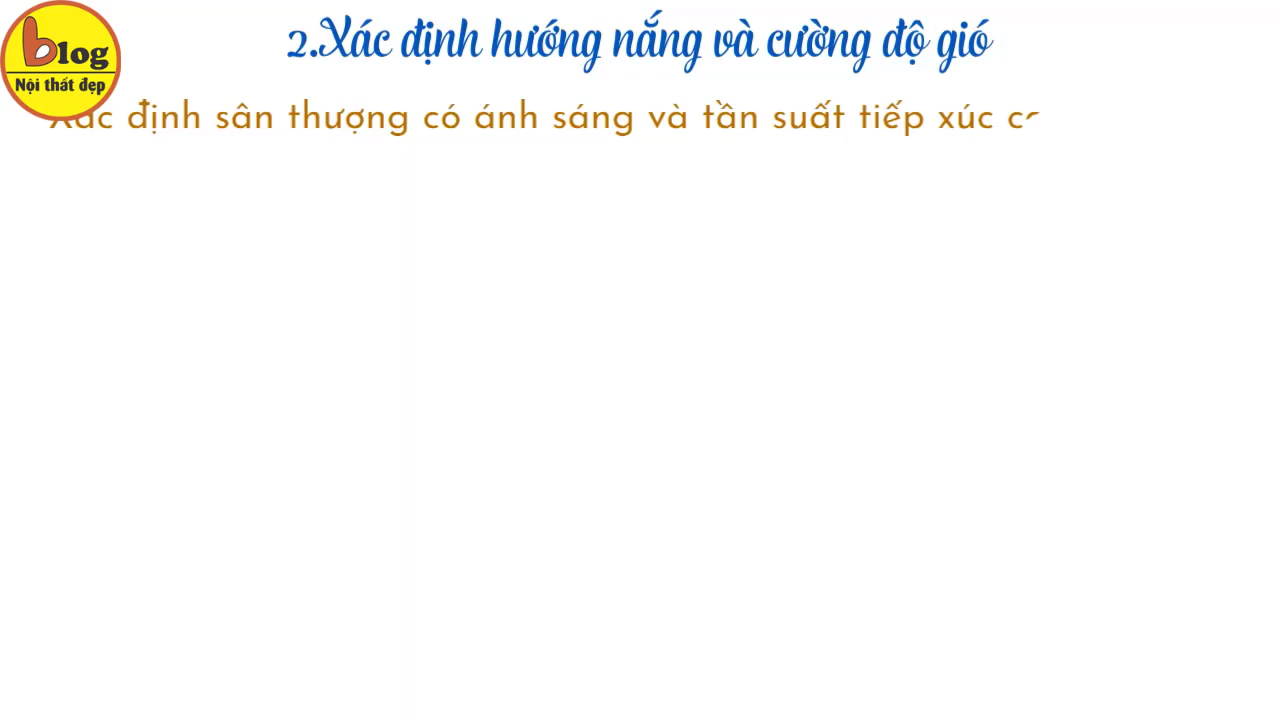 blog
Nội thất đẹp
2.Xác định hướng nắng và cường độ gió
Xác định sân thượng có ánh sáng và tần suất tiếp xúc